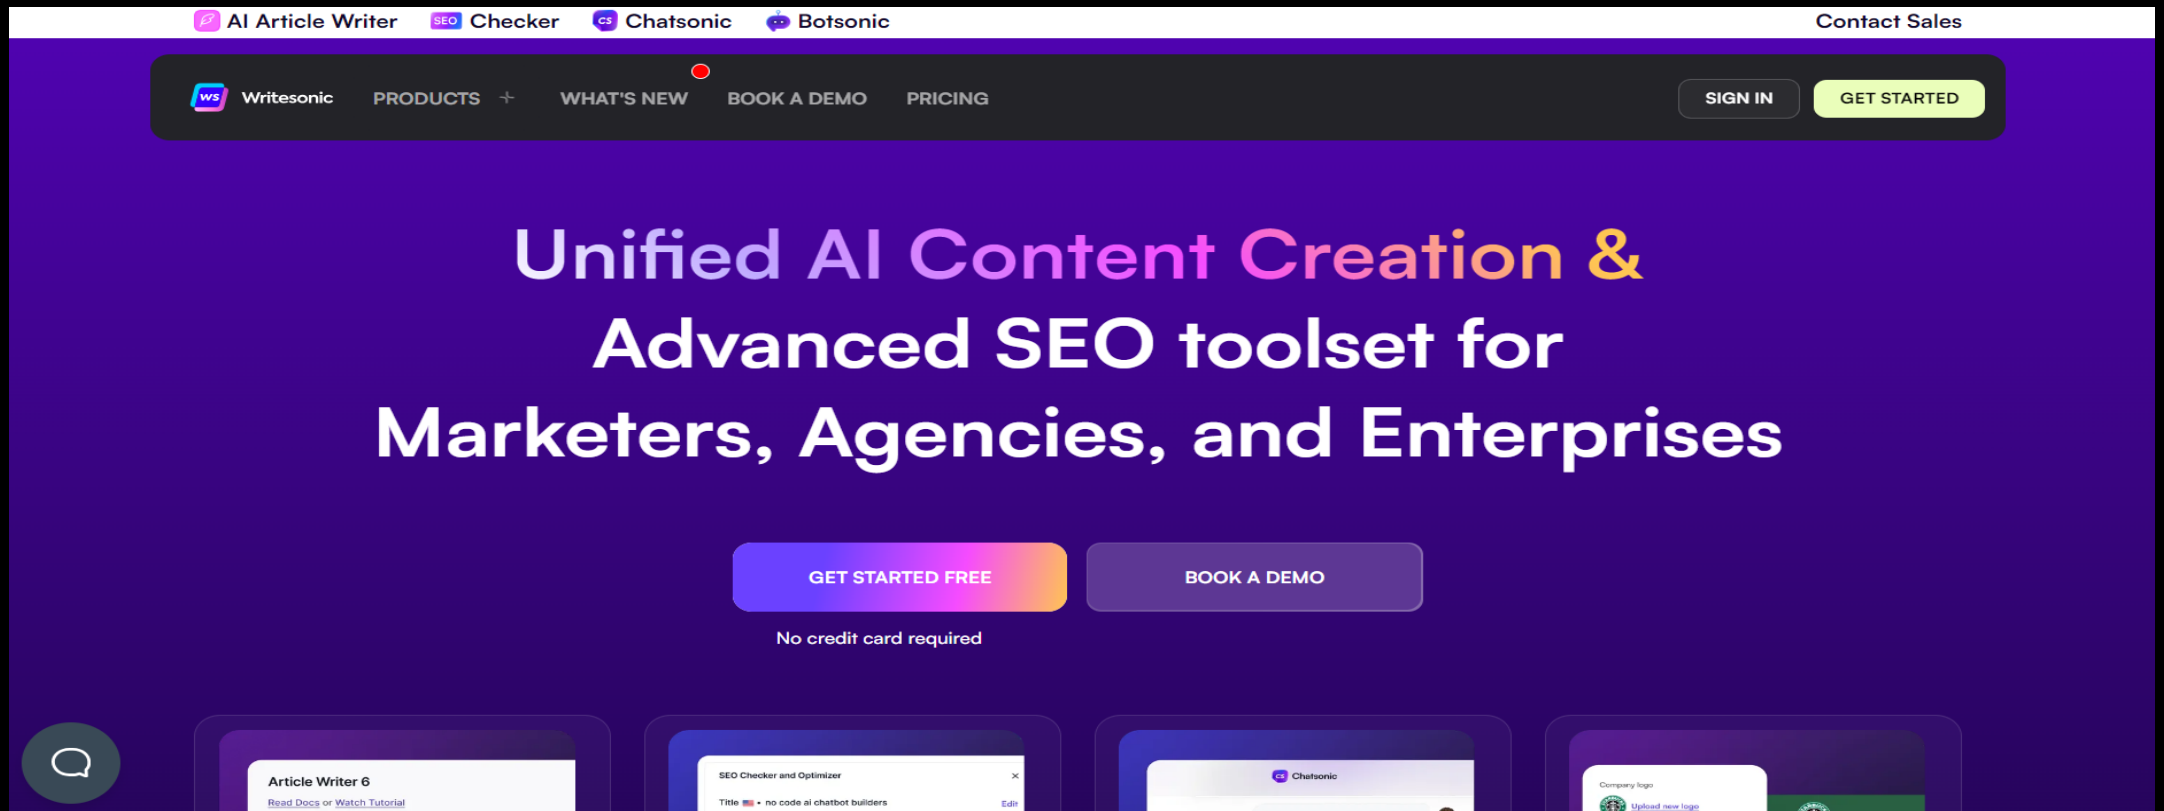 AI Article Writer SEO Checker CS Chatsonic Botsonic Contact Sales
WS Writesonic PRODUCTS + WHAT'S NEW BOOK A DEMO PRICING SIGN IN GET STARTED
Unified AI Content Creation &
Advanced SEO toolset for
Marketers, Agencies, and Enterprises
GET STARTED FREE BOOK A DEMO
No credit card required
Article Writer 6
Read Docs or Watch Tutorial
SEO Checker and Optimizer ×
Title 🇺🇸 • no code ai chatbot builders Edit
CS Chatsonic
Company logo
Upload new logo